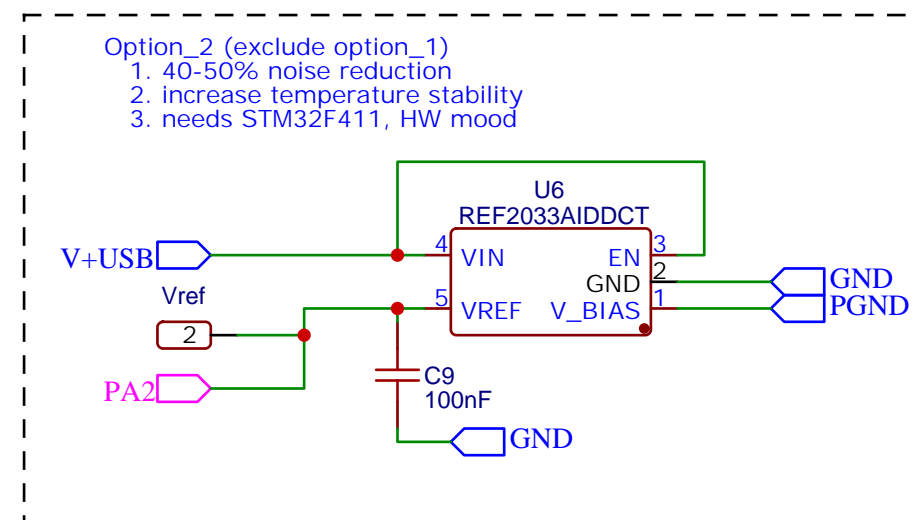 Option_2 (exclude option_1)
1. 40-50% noise reduction
2. increase temperature stability
3. needs STM32F411, HW mood
U6
REF2033AIDDCT
V+USB
4
VIN
EN
3
GND
2
GND
Vref
5
VREF
V_BIAS
1
PGND
2
PA2
C9
100nF
GND